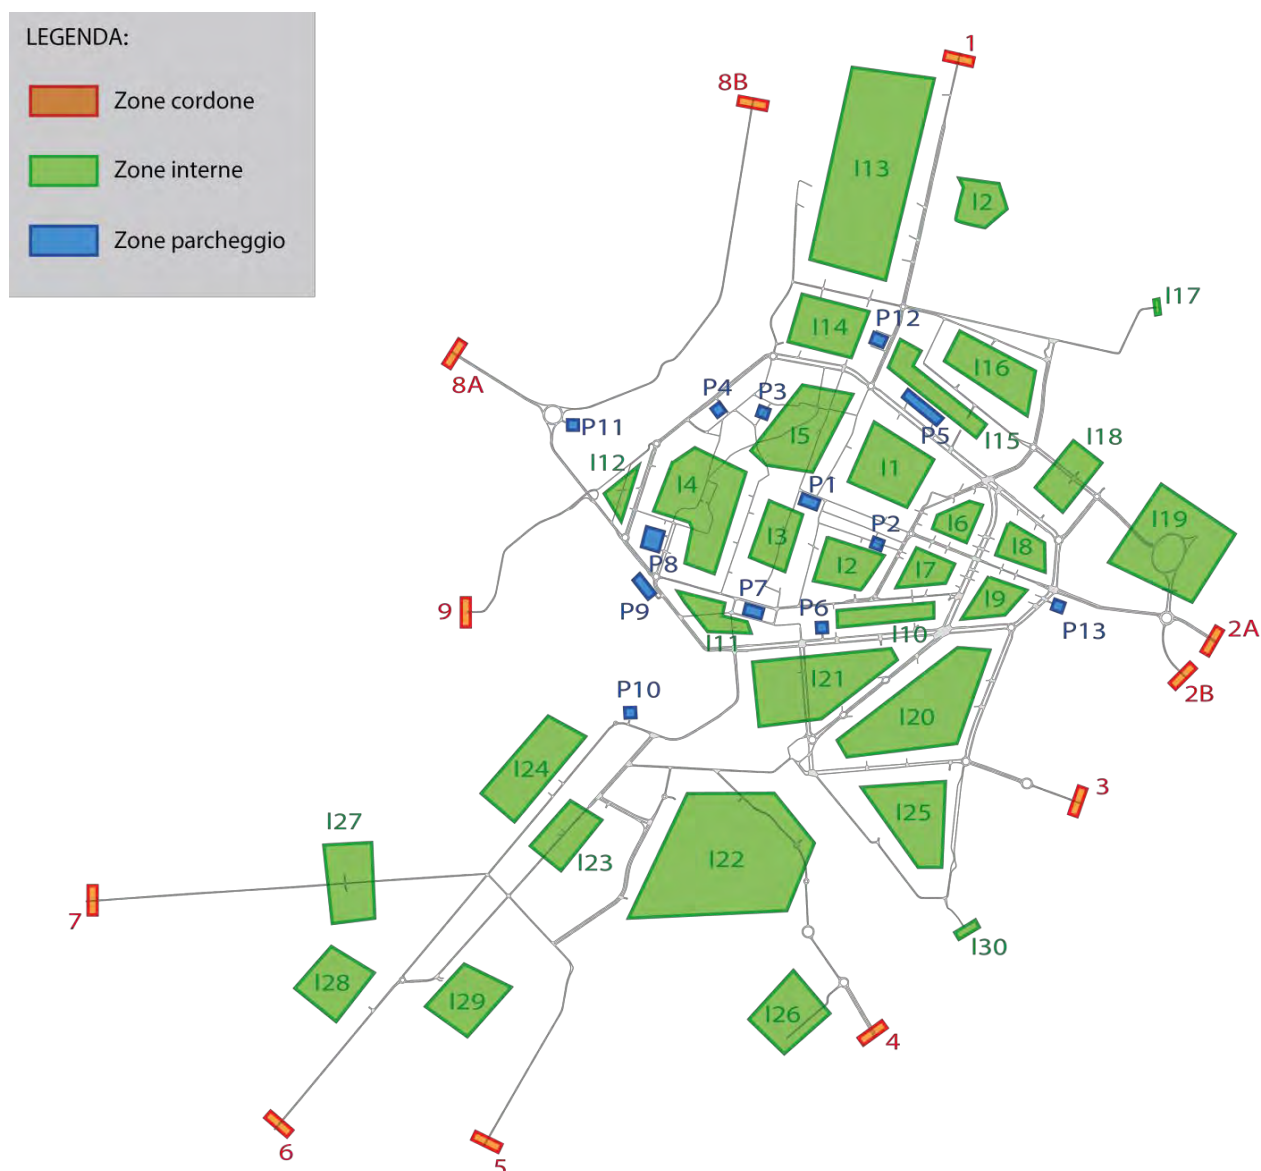 LEGENDA:
Zone cordone
Zone interne
Zone parcheggio
1
8B
I13
I2
I17
I14
P12
8A
I16
P4
P3
P11
I5
P5
I15
I18
I12
I4
I1
P1
I19
I6
I3
P2
I8
P8
I2
I7
P9
P7
P6
I9
9
I11
I10
P13
2A
I21
2B
P10
I20
I24
3
I25
I27
I23
I22
7
I30
I28
I29
I26
4
6
5